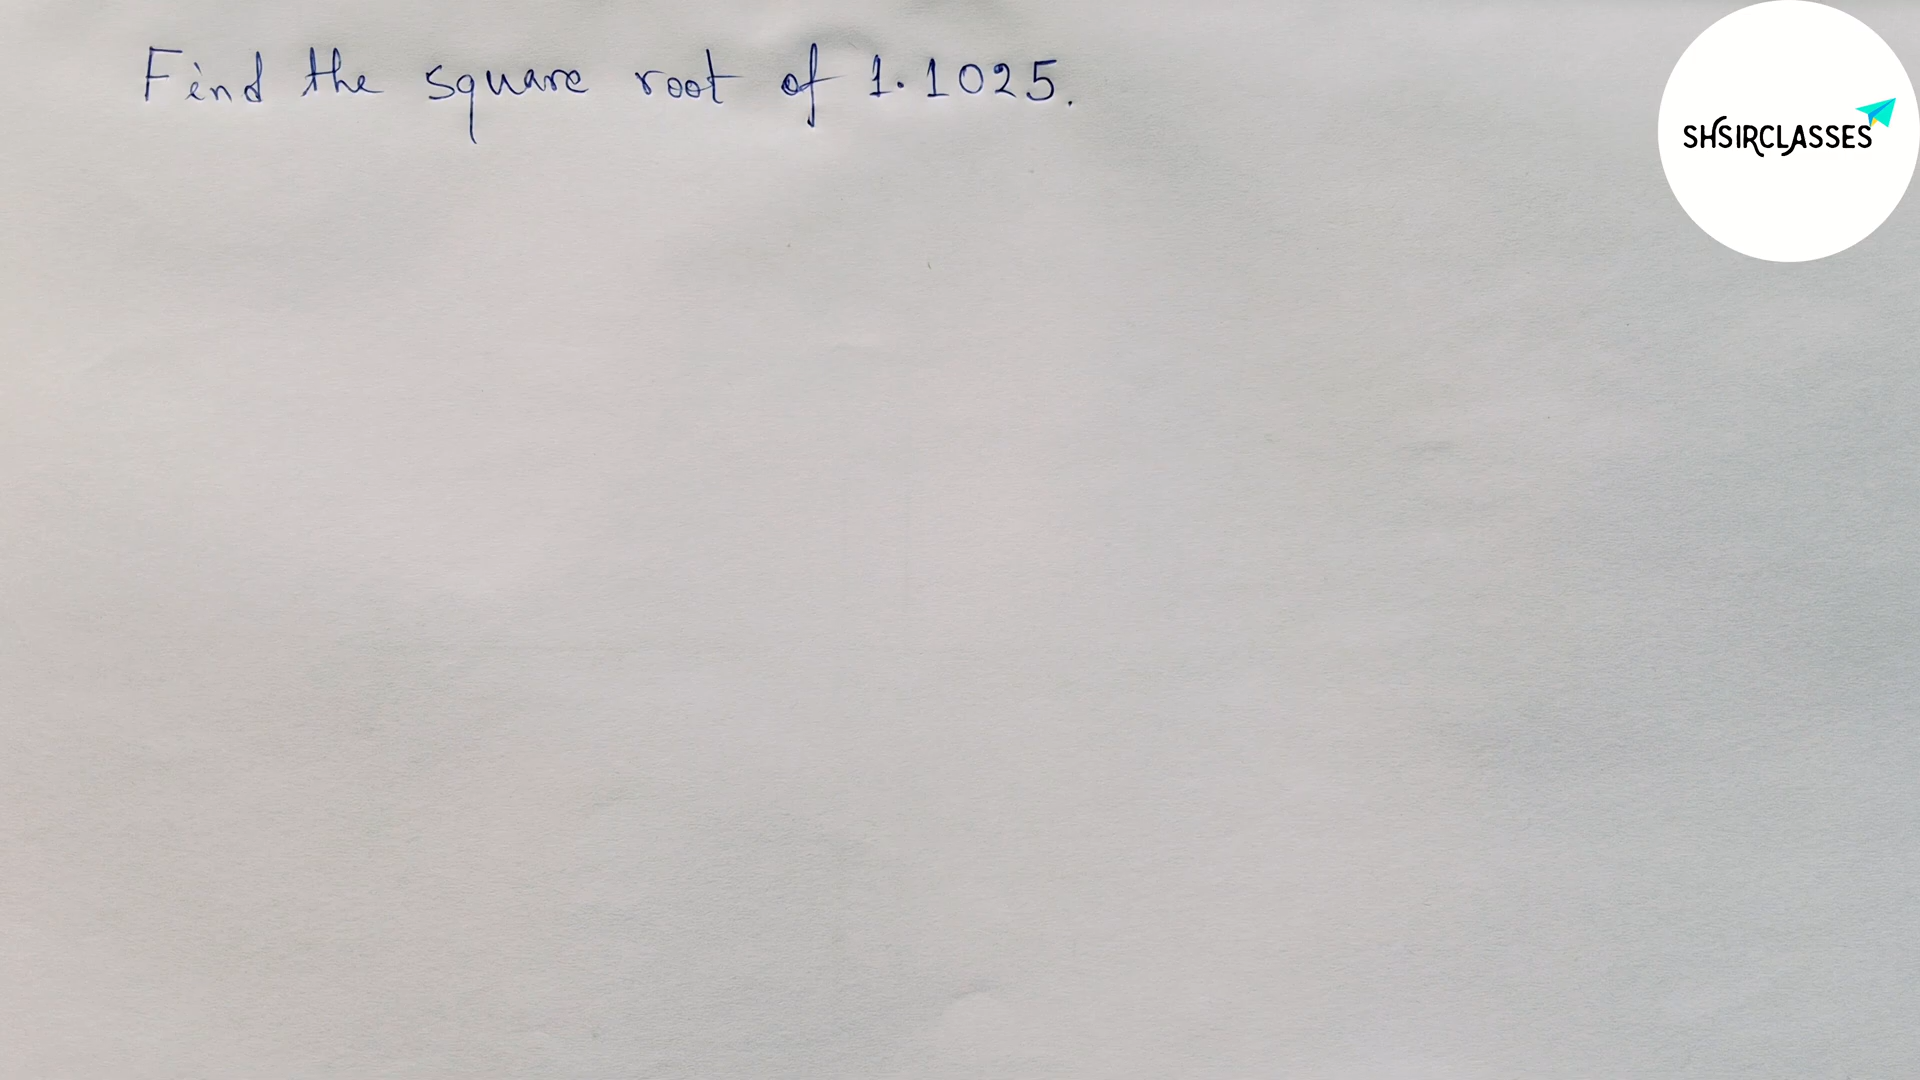 Find the square root of 1.1025.
SHSIRCLASSES